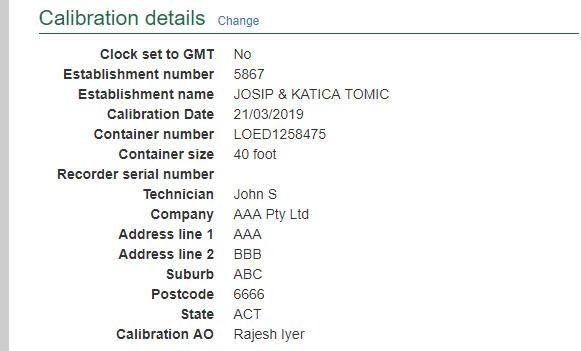 Calibration details Change
Clock set to GMT No
Establishment number 5867
Establishment name JOSIP & KATICA TOMIC
Calibration Date 21/03/2019
Container number LOED1258475
Container size 40 foot
Recorder serial number
Technician John S
Company AAA Pty Ltd
Address line 1 AAA
Address line 2 BBB
Suburb ABC
Postcode 6666
State ACT
Calibration AO Rajesh Iyer